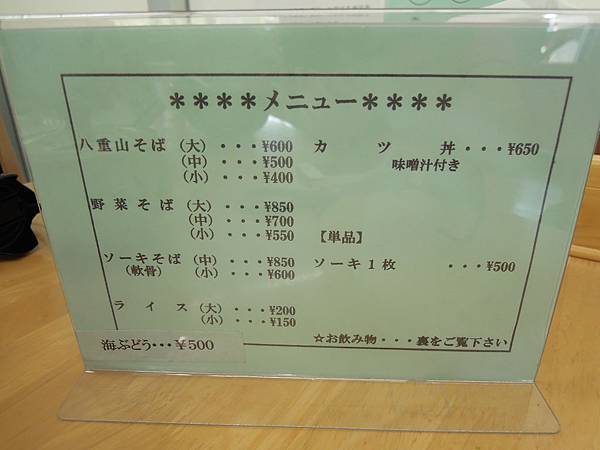 ＊＊＊＊メニュー＊＊＊＊
八重山そば（大）・・・¥600
（中）・・・¥500
（小）・・・¥400
野菜そば（大）・・・¥850
（中）・・・¥700
（小）・・・¥550
ソーキそば（中）・・・¥850
（軟骨）（小）・・・¥600
ライス（大）・・・¥200
（小）・・・¥150
海ぶどう・・・¥500
カツ丼・・・¥650
味噌汁付き
【単品】
ソーキ1枚・・・¥500
☆お飲み物・・・裏をご覧下さい